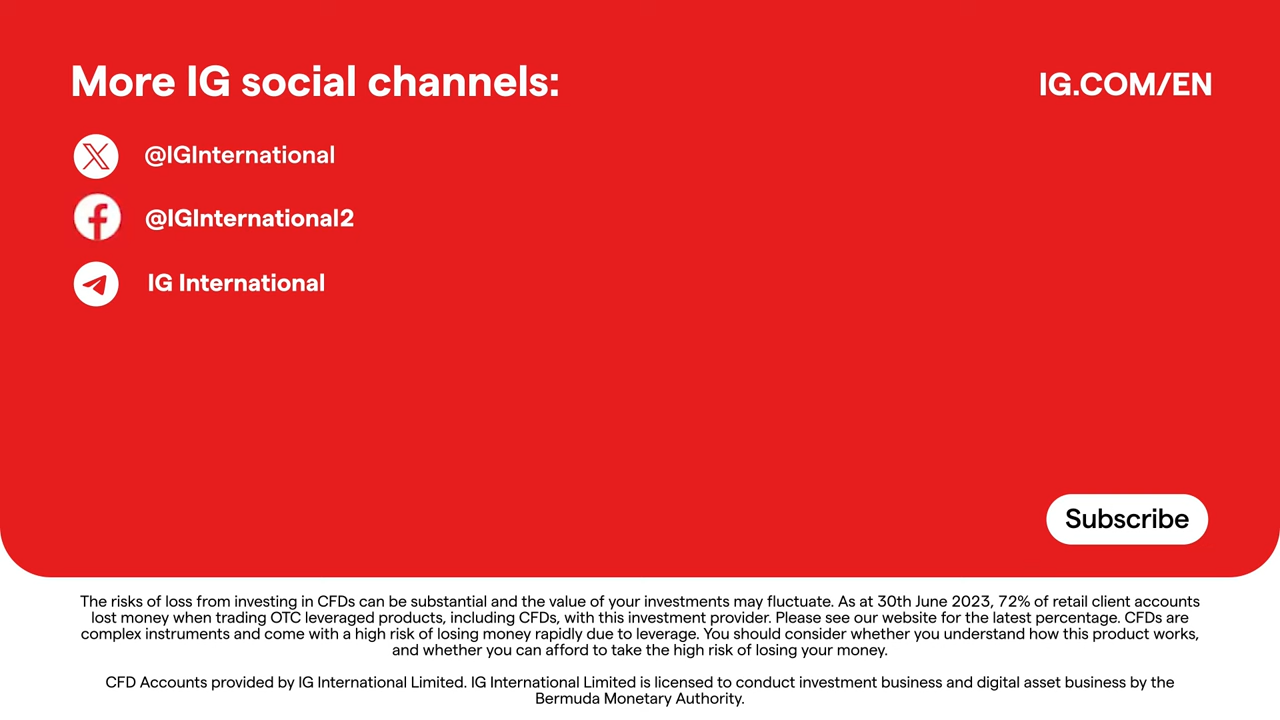 More IG social channels:
IG.COM/EN
@IGInternational
@IGInternational2
IG International
Subscribe
The risks of loss from investing in CFDs can be substantial and the value of your investments may fluctuate. As at 30th June 2023, 72% of retail client accounts
lost money when trading OTC leveraged products, including CFDs, with this investment provider. Please see our website for the latest percentage. CFDs are
complex instruments and come with a high risk of losing money rapidly due to leverage. You should consider whether you understand how this product works,
and whether you can afford to take the high risk of losing your money.
CFD Accounts provided by IG International Limited. IG International Limited is licensed to conduct investment business and digital asset business by the
Bermuda Monetary Authority.